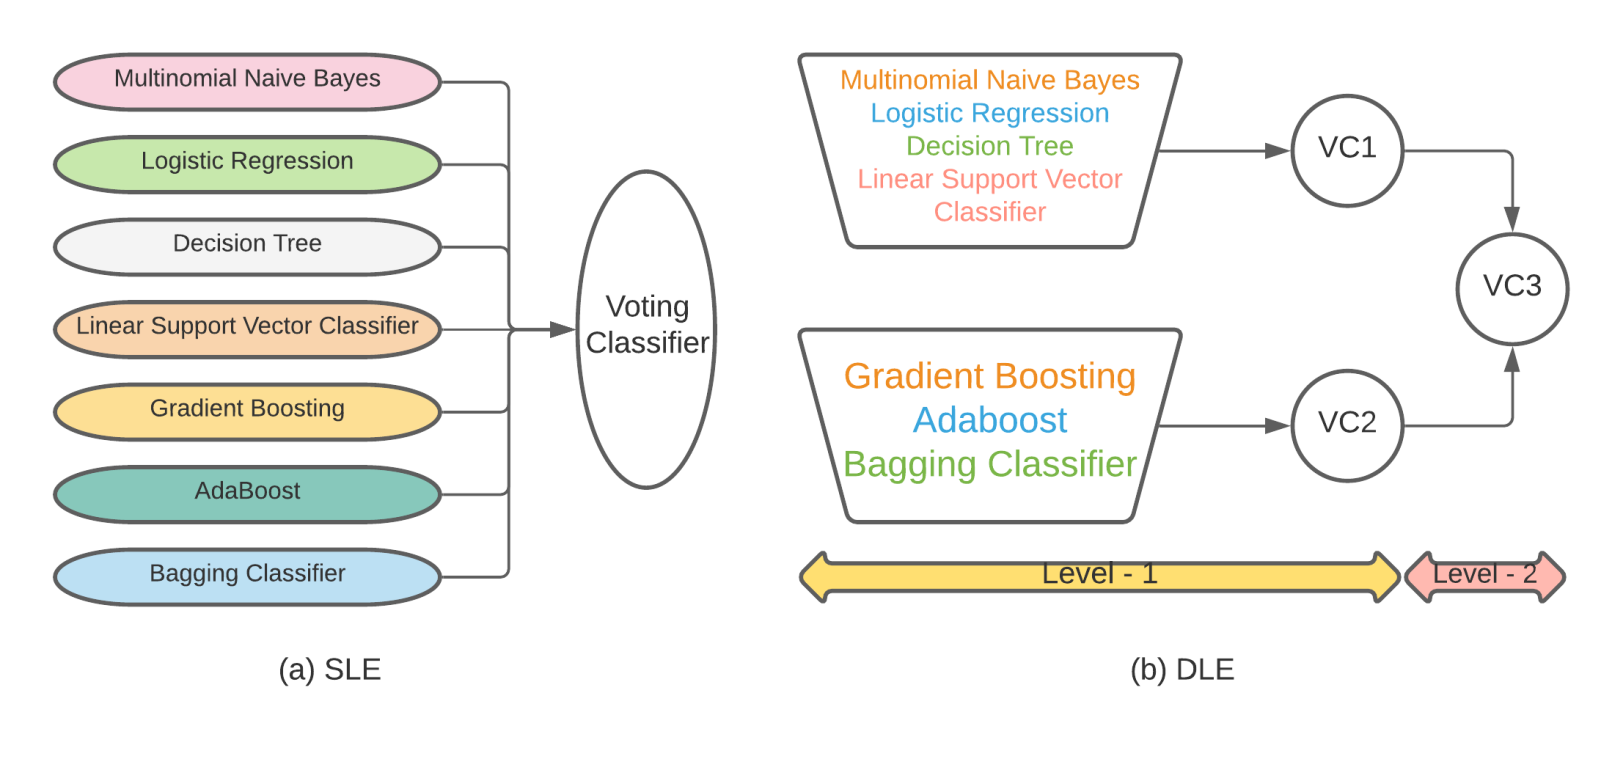 Multinomial Naive Bayes
Logistic Regression
Decision Tree
Linear Support Vector Classifier
Gradient Boosting
AdaBoost
Bagging Classifier
Voting
Classifier
(a) SLE
Multinomial Naive Bayes
Logistic Regression
Decision Tree
Linear Support Vector
Classifier
VC1
VC3
Gradient Boosting
Adaboost
Bagging Classifier
VC2
Level - 1
Level - 2
(b) DLE